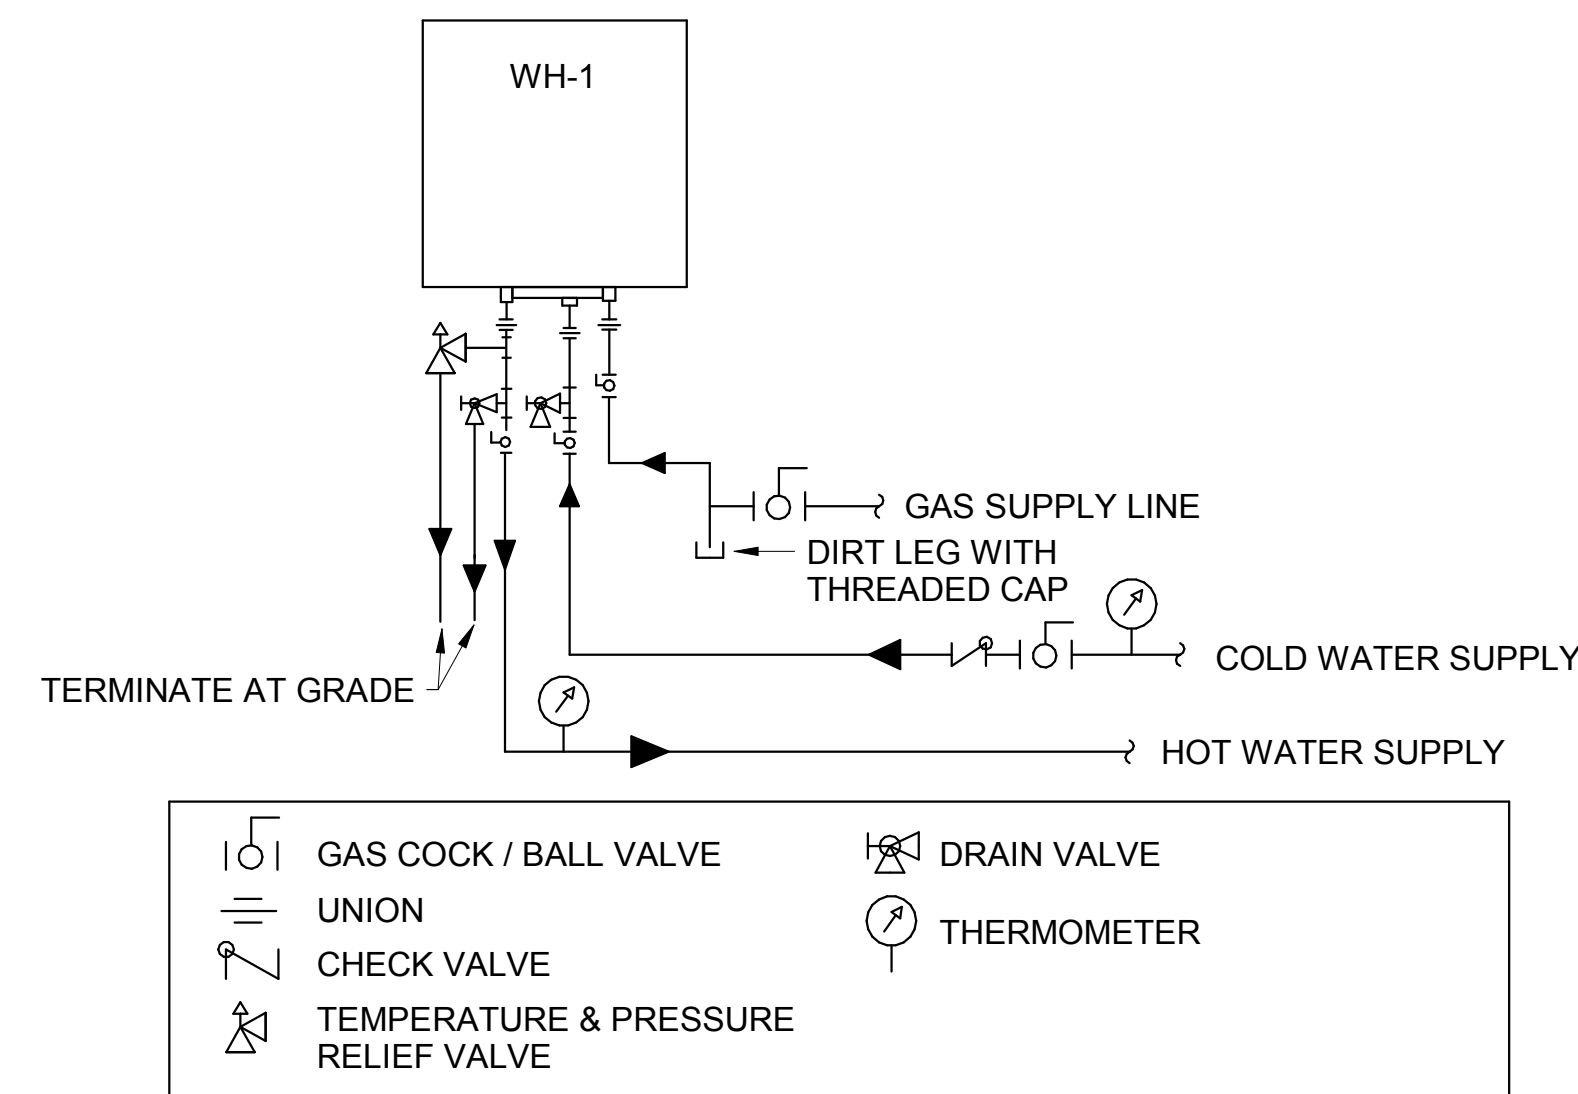 WH-1
GAS SUPPLY LINE
DIRT LEG WITH
THREADED CAP
COLD WATER SUPPLY
TERMINATE AT GRADE
HOT WATER SUPPLY
GAS COCK / BALL VALVE
UNION
CHECK VALVE
TEMPERATURE & PRESSURE
RELIEF VALVE
DRAIN VALVE
THERMOMETER